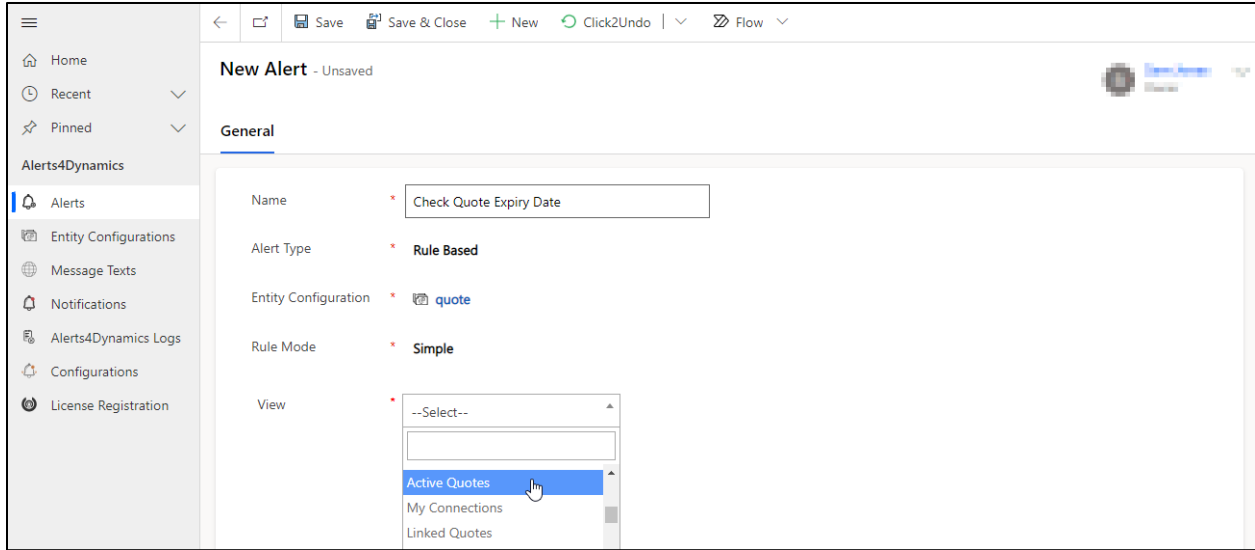 Save
Save & Close
New
Click2Undo
Flow
Home
Recent
Pinned
Alerts4Dynamics
Alerts
Entity Configurations
Message Texts
Notifications
Alerts4Dynamics Logs
Configurations
License Registration
New Alert - Unsaved
General
Name * Check Quote Expiry Date
Alert Type * Rule Based
Entity Configuration * quote
Rule Mode * Simple
View * --Select--
Active Quotes
My Connections
Linked Quotes